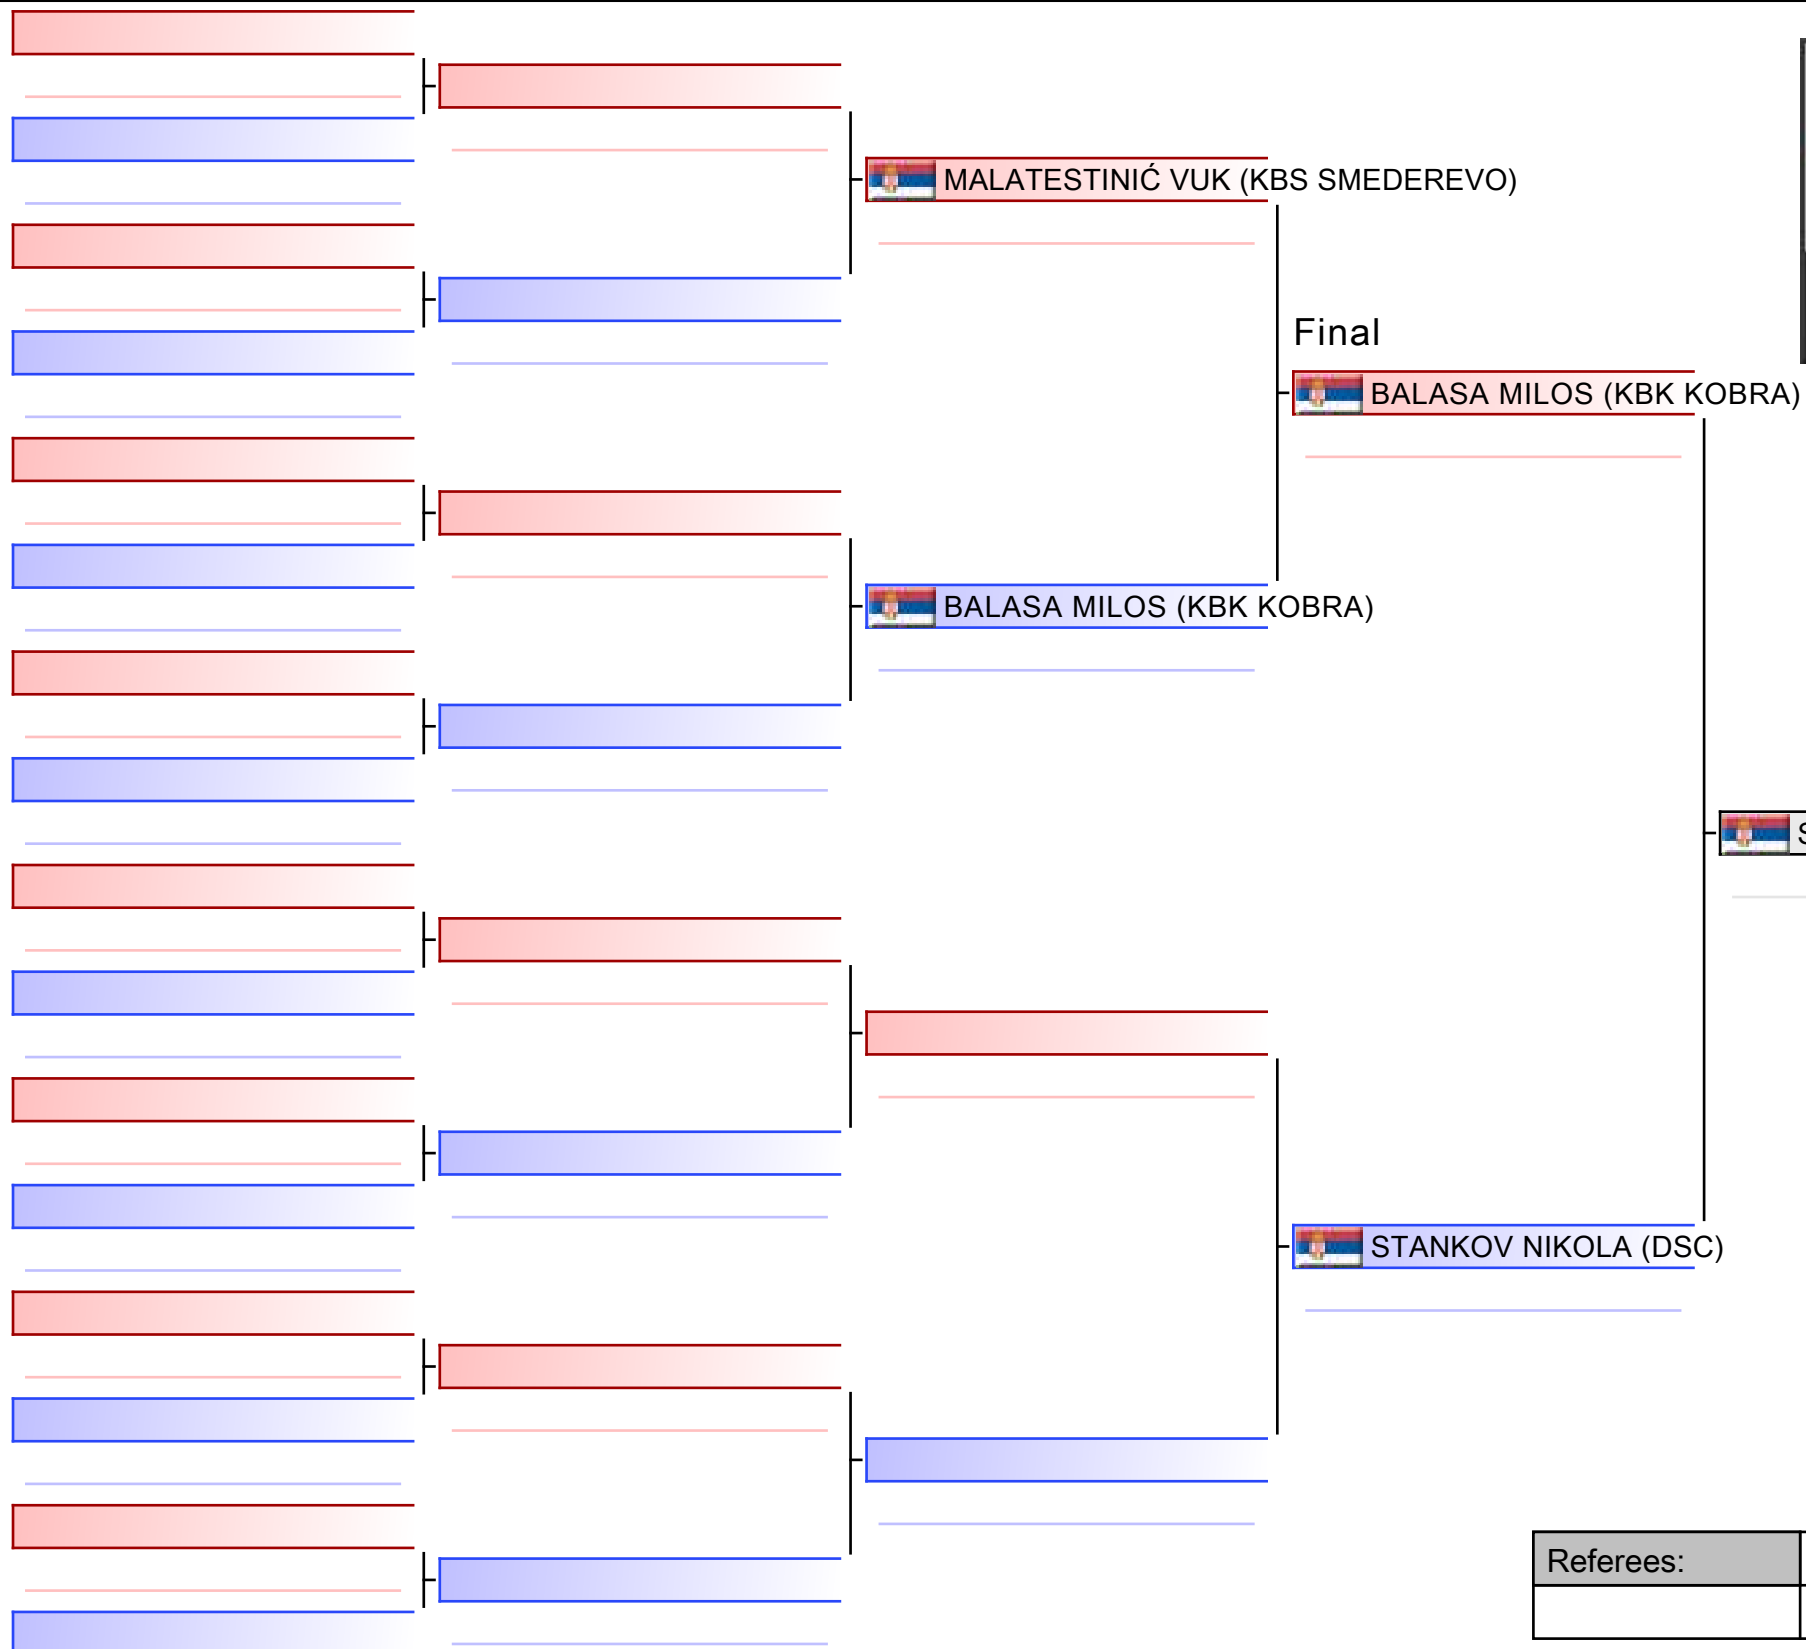 MALATESTINIĆ VUK (KBS SMEDEREVO)
Final
BALASA MILOS (KBK KOBRA)
BALASA MILOS (KBK KOBRA)
STANKOV NIKOLA (DSC)
Referees: